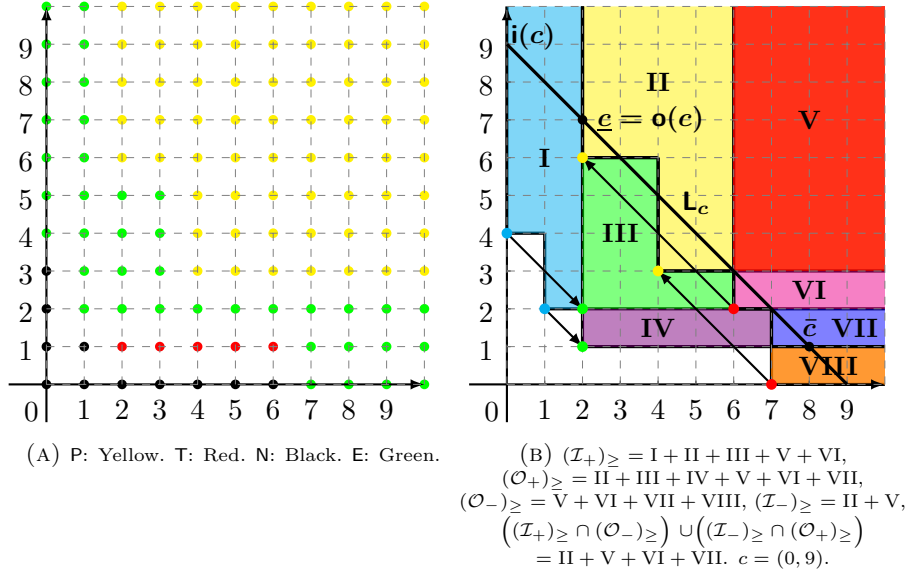 9
8
7
6
5
4
3
2
1
0
1 2 3 4 5 6 7 8 9
(A) P: Yellow. T: Red. N: Black. E: Green.
i(c)
9
8
7
6
5
4
3
2
1
0
1 2 3 4 5 6 7 8 9
II
V
c = o(c)
I
L_c
III
VI
IV
c̄ VII
VIII
(B) (I₊)≥ = I + II + III + V + VI,
(O₊)≥ = II + III + IV + V + VI + VII,
(O₋)≥ = V + VI + VII + VIII, (I₋)≥ = II + V,
((I₊)≥ ∩ (O₋)≥) ∪ ((I₋)≥ ∩ (O₊)≥)
= II + V + VI + VII. c = (0, 9).